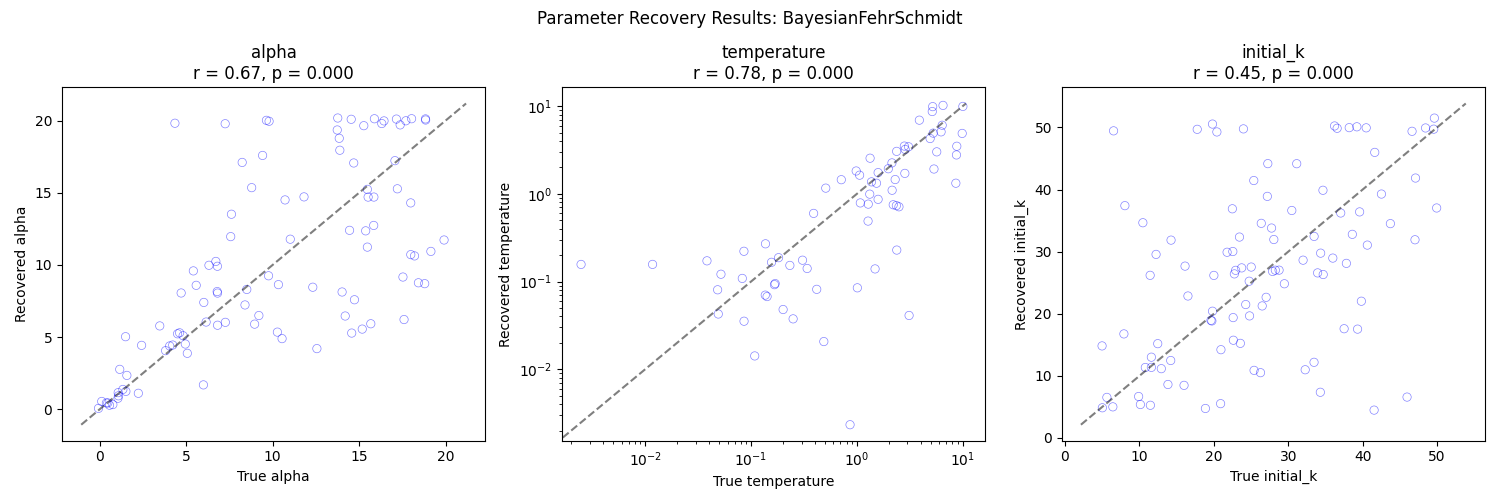 Parameter Recovery Results: BayesianFehrSchmidt
alpha
r = 0.67, p = 0.000
20
15
10
5
0
0 5 10 15 20
Recovered alpha
True alpha
temperature
r = 0.78, p = 0.000
10¹
10⁰
10⁻¹
10⁻²
10⁻² 10⁻¹ 10⁰ 10¹
Recovered temperature
True temperature
initial_k
r = 0.45, p = 0.000
50
40
30
20
10
0
0 10 20 30 40 50
Recovered initial_k
True initial_k